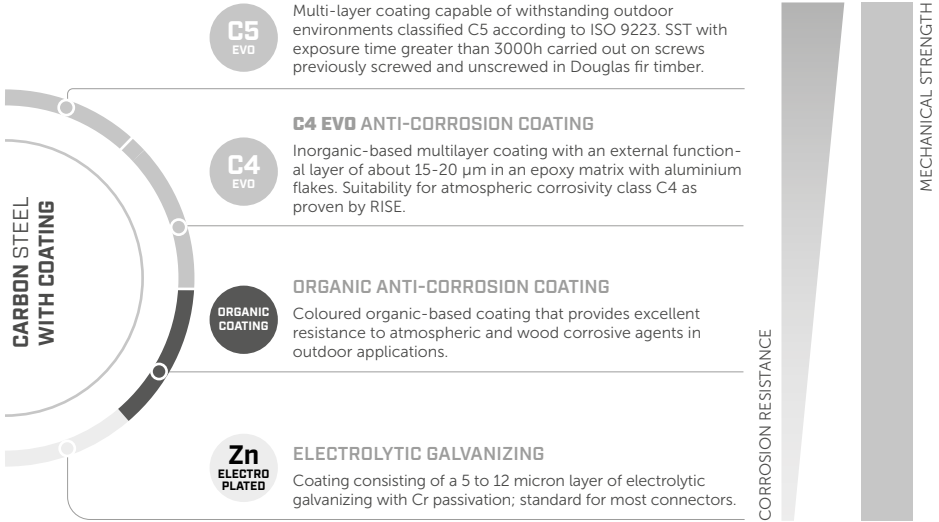 C5
EVO
Multi-layer coating capable of withstanding outdoor
environments classified C5 according to ISO 9223. SST with
exposure time greater than 3000h carried out on screws
previously screwed and unscrewed in Douglas fir timber.
C4
EVO
C4 EVO ANTI-CORROSION COATING
Inorganic-based multilayer coating with an external function-
al layer of about 15-20 µm in an epoxy matrix with aluminium
flakes. Suitability for atmospheric corrosivity class C4 as
proven by RISE.
CARBON STEEL
WITH COATING
ORGANIC
COATING
ORGANIC ANTI-CORROSION COATING
Coloured organic-based coating that provides excellent
resistance to atmospheric and wood corrosive agents in
outdoor applications.
Zn
ELECTRO
PLATED
ELECTROLYTIC GALVANIZING
Coating consisting of a 5 to 12 micron layer of electrolytic
galvanizing with Cr passivation; standard for most connectors.
CORROSION RESISTANCE
MECHANICAL STRENGTH